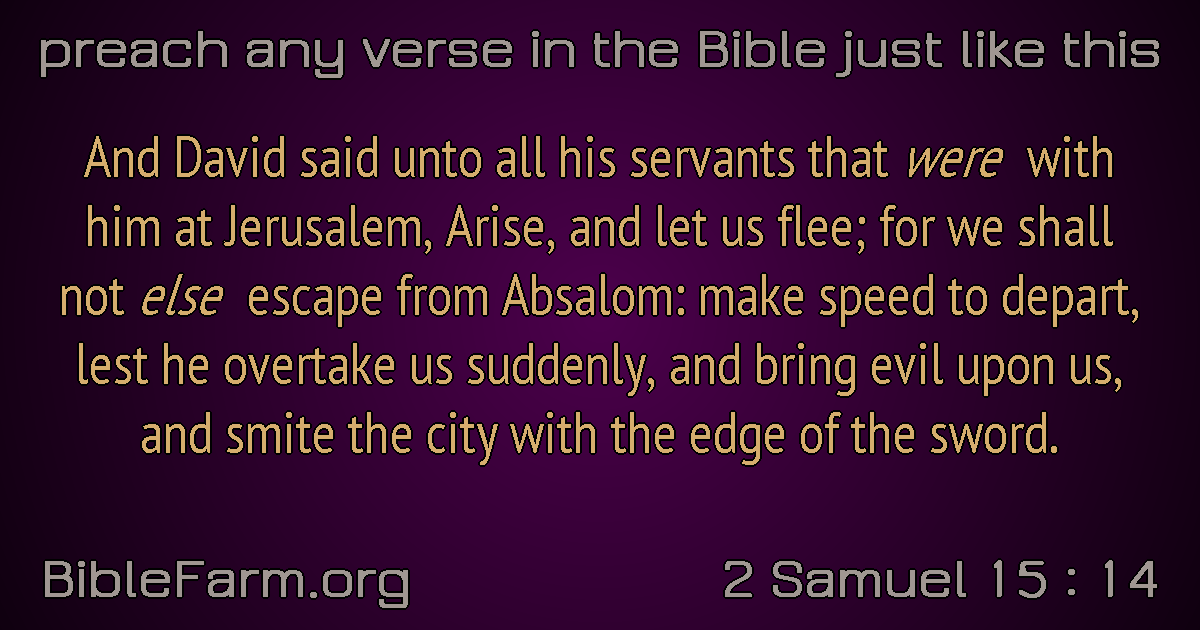 preach any verse in the Bible just like this
And David said unto all his servants that were with
him at Jerusalem, Arise, and let us flee; for we shall
not else escape from Absalom: make speed to depart,
lest he overtake us suddenly, and bring evil upon us,
and smite the city with the edge of the sword.
BibleFarm.org
2 Samuel 15 : 14